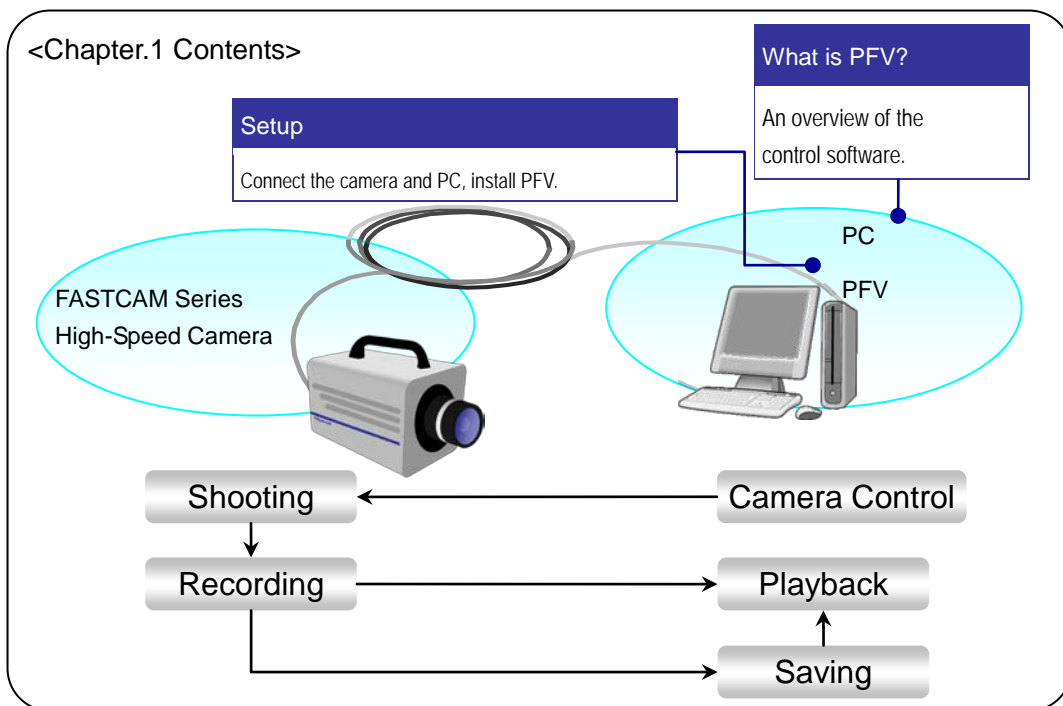 <Chapter.1 Contents>
What is PFV?
An overview of the
control software.
Setup
Connect the camera and PC, install PFV.
PC
PFV
FASTCAM Series
High-Speed Camera
Shooting
Camera Control
Recording
Playback
Saving